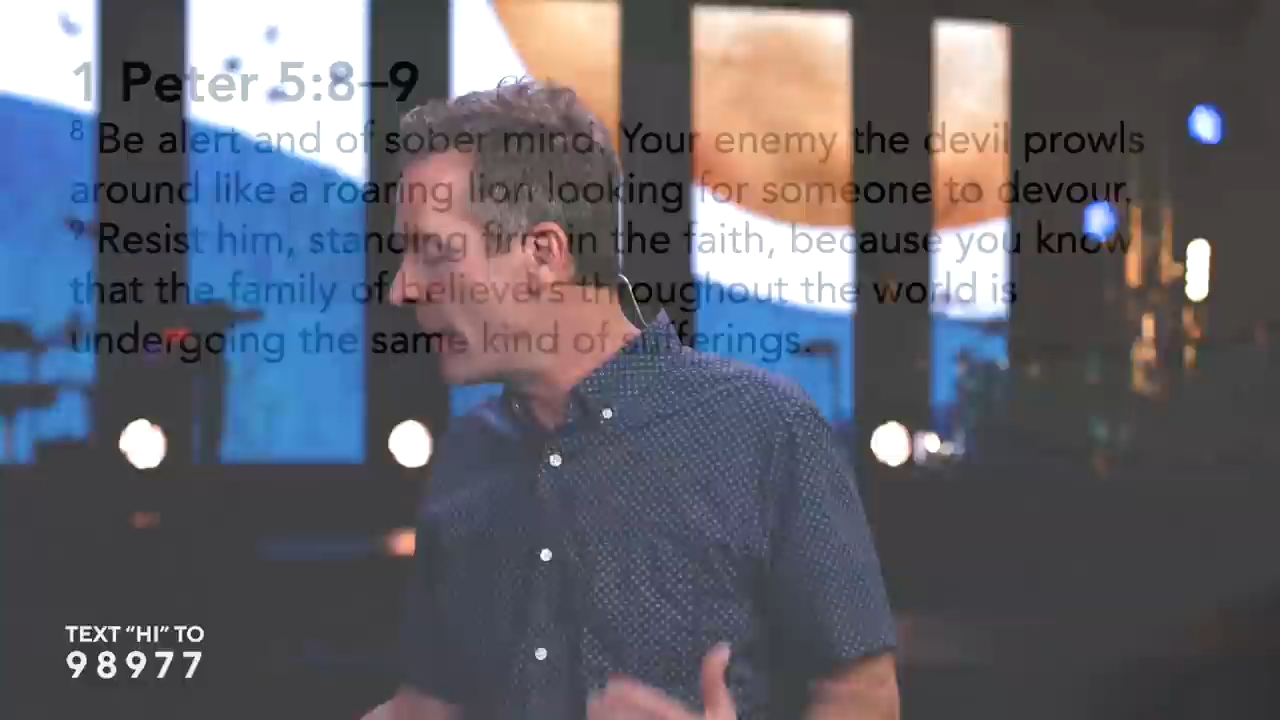 1 Peter 5:8–9
8 Be alert and of sober mind. Your enemy the devil prowls
around like a roaring lion looking for someone to devour.
9 Resist him, standing firm in the faith, because you know
that the family of believers throughout the world is
undergoing the same kind of sufferings.
TEXT “HI” TO
98977